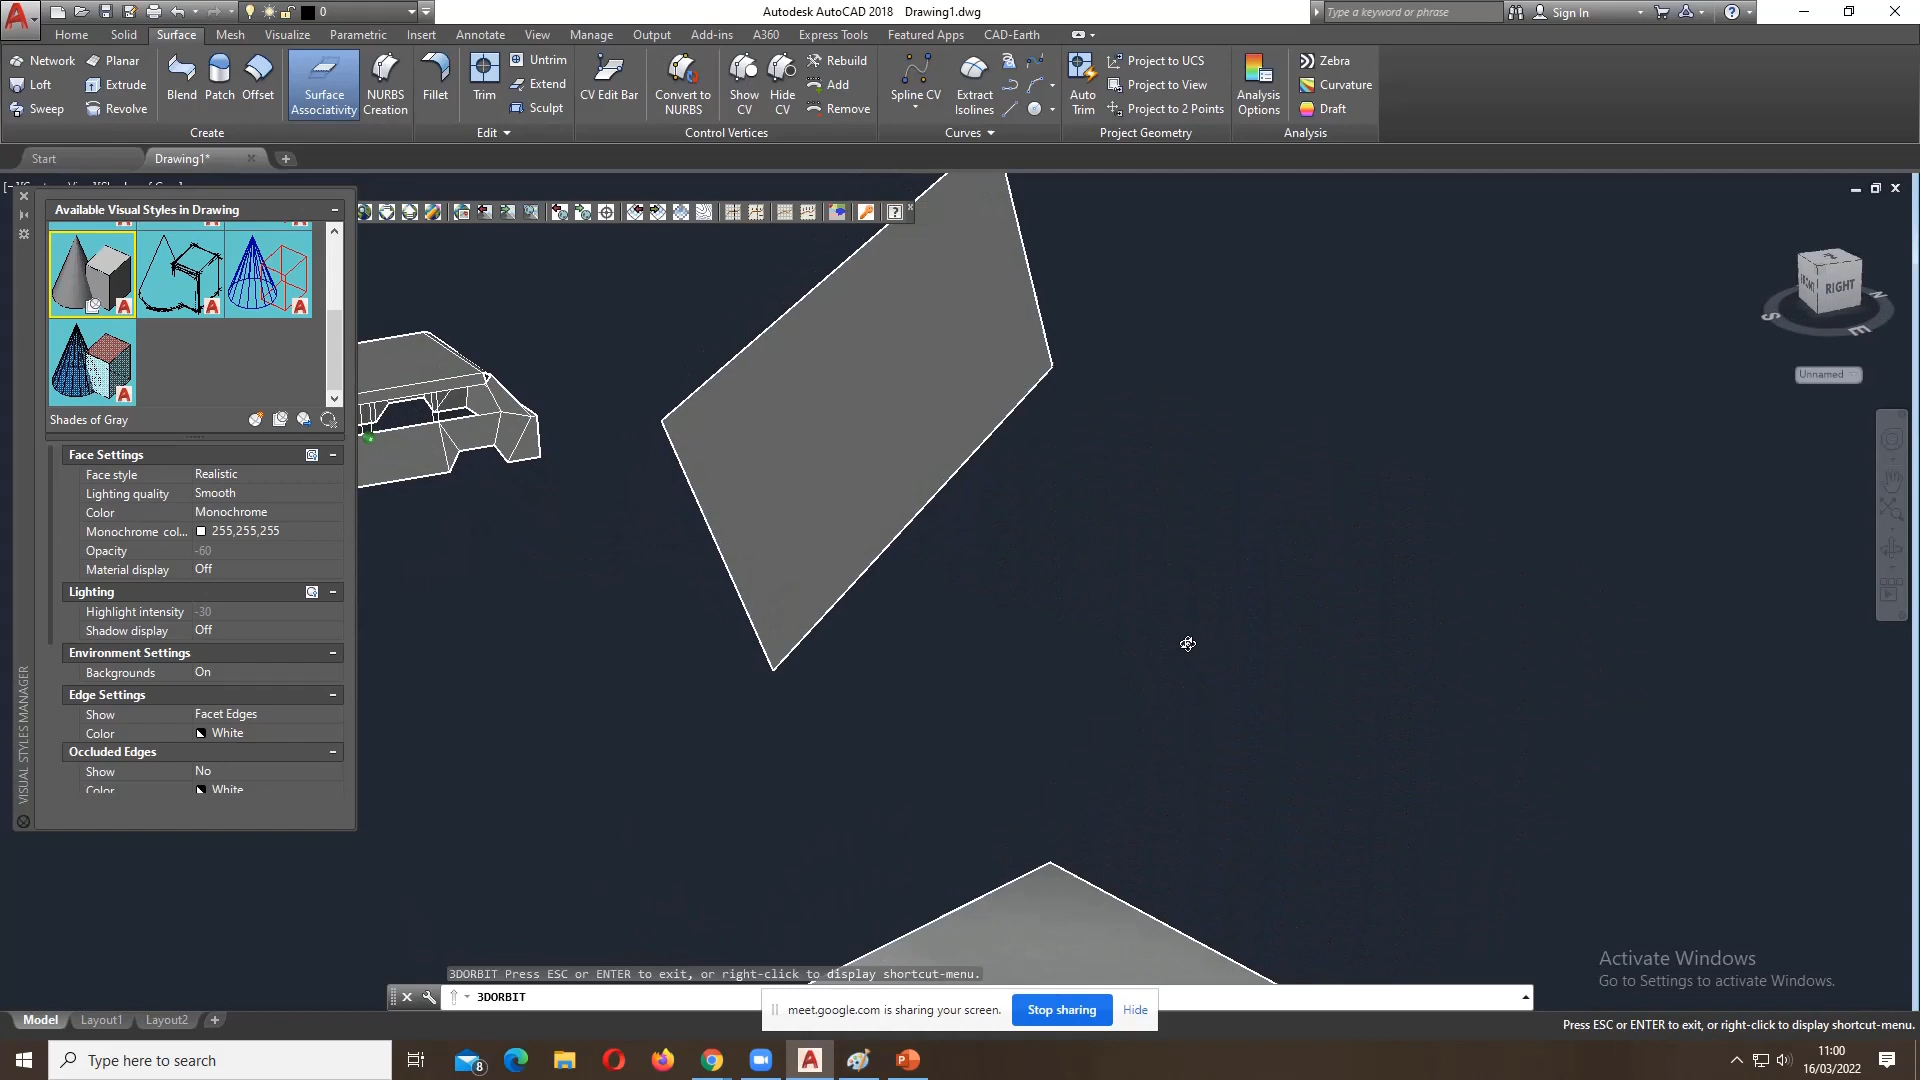 Autodesk AutoCAD 2018 Drawing1.dwg
0
Type a keyword or phrase
Sign In
Home Solid Surface Mesh Visualize Parametric Insert Annotate View Manage Output Add-ins A360 Express Tools Featured Apps CAD-Earth
Network Planar
Loft Extrude
Sweep Revolve
Create
Blend Patch Offset
Surface Associativity
NURBS Creation
Fillet
Trim
Untrim
Extend
Sculpt
Edit
CV Edit Bar
Convert to NURBS
Show CV
Hide CV
Rebuild
Add
Remove
Control Vertices
Spline CV
Extract Isolines
Curves
Auto Trim
Project to UCS
Project to View
Project to 2 Points
Project Geometry
Analysis Options
Zebra
Curvature
Draft
Analysis
Start
Drawing1*
Available Visual Styles in Drawing
Shades of Gray
Face Settings
Face style Realistic
Lighting quality Smooth
Color Monochrome
Monochrome col... 255,255,255
Opacity -60
Material display Off
Lighting
Highlight intensity -30
Shadow display Off
Environment Settings
Backgrounds On
Edge Settings
Show Facet Edges
Color White
Occluded Edges
Show No
Color White
VISUAL STYLES MANAGER
RIGHT
S
E
N
Unnamed
Activate Windows
Go to Settings to activate Windows.
3DORBIT Press ESC or ENTER to exit, or right-click to display shortcut-menu.
3DORBIT
meet.google.com is sharing your screen.
Stop sharing
Hide
Model Layout1 Layout2
Press ESC or ENTER to exit, or right-click to display shortcut-menu.
Type here to search
8
11:00
16/03/2022